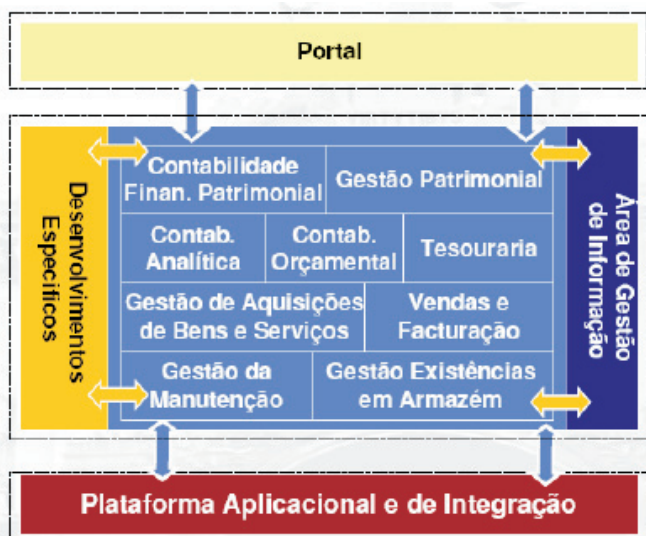 Portal
Desenvolvimentos
Específicos
Contabilidade
Finan. Patrimonial
Gestão Patrimonial
Contab.
Analítica
Contab.
Orçamental
Tesouraria
Gestão de Aquisições
de Bens e Serviços
Vendas e
Facturação
Gestão da
Manutenção
Gestão Existências
em Armazém
Área de Gestão
de Informação
Plataforma Aplicacional e de Integração